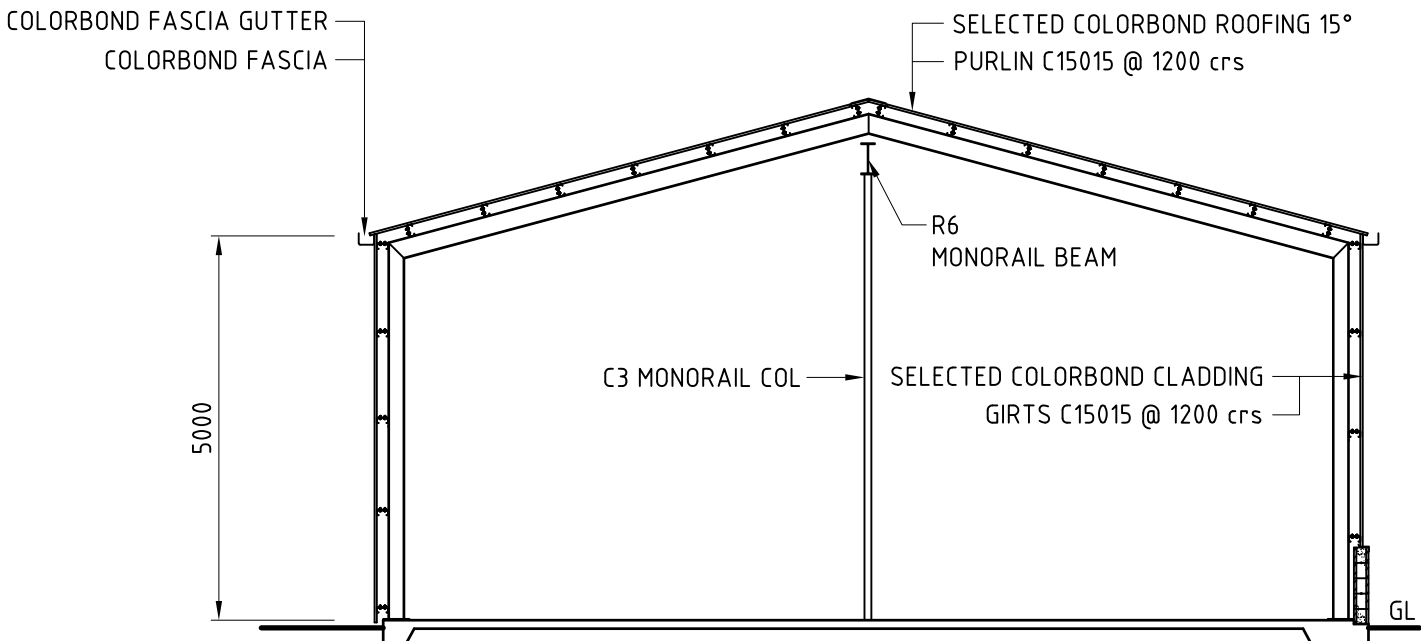 COLORBOND FASCIA GUTTER
COLORBOND FASCIA
SELECTED COLORBOND ROOFING 15°
PURLIN C15015 @ 1200 crs
R6
MONORAIL BEAM
C3 MONORAIL COL
SELECTED COLORBOND CLADDING
GIRTS C15015 @ 1200 crs
5000
GL